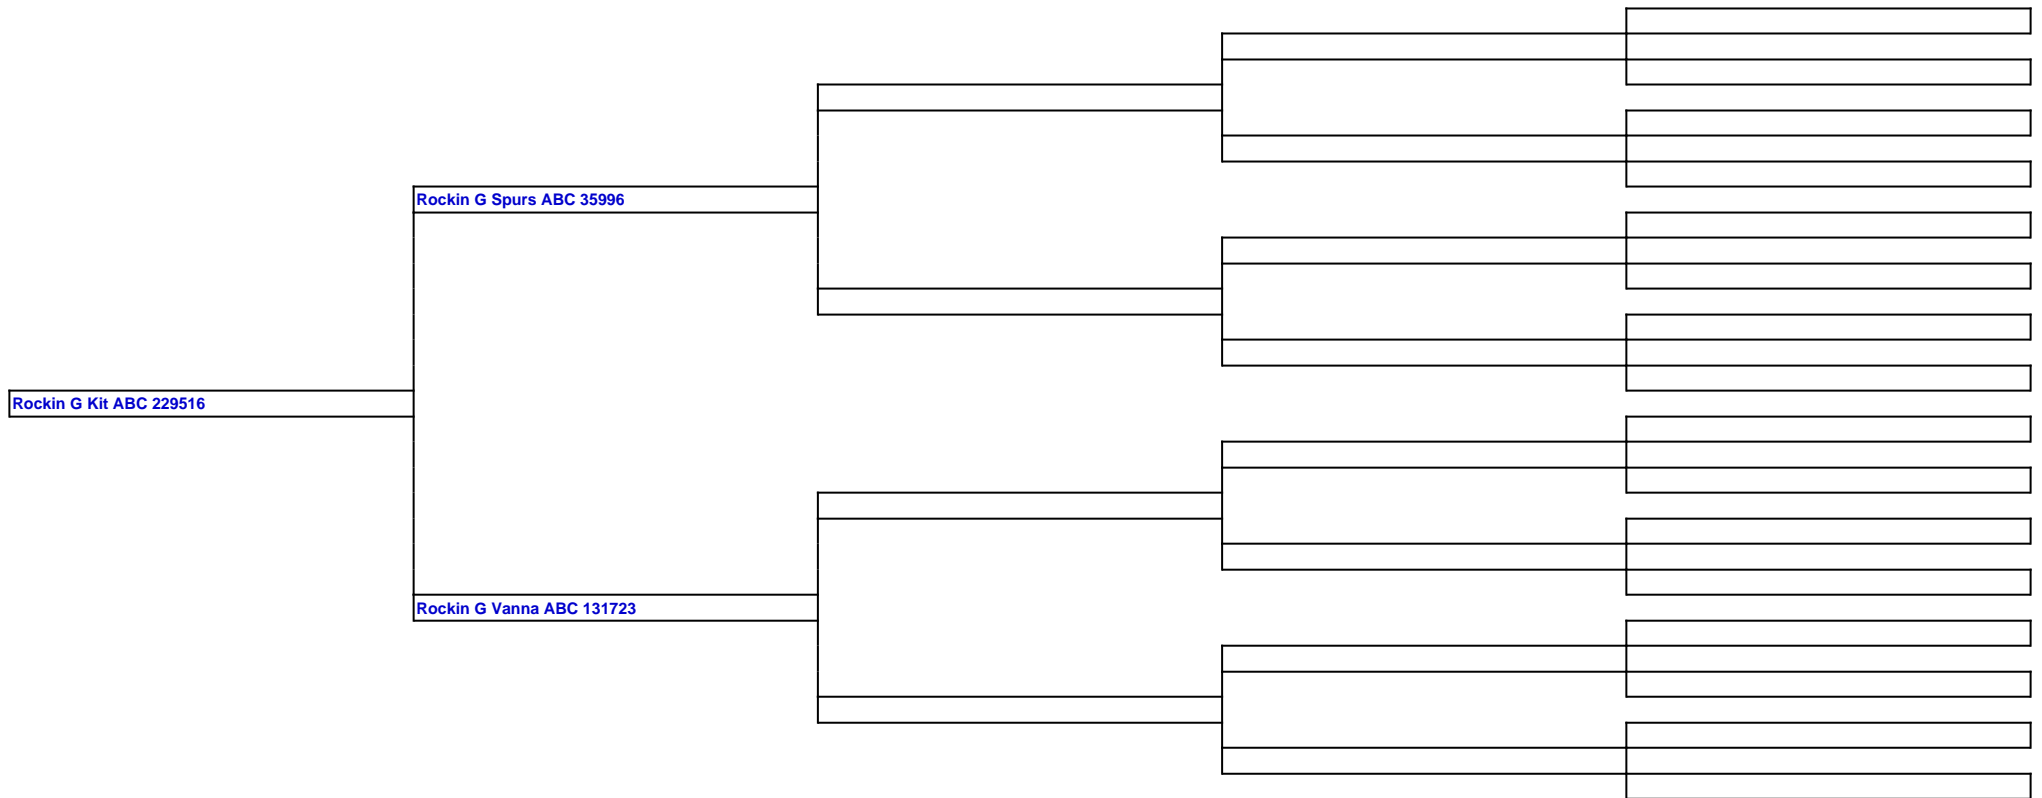 Rockin G Spurs ABC 35996
Rockin G Kit ABC 229516
Rockin G Vanna ABC 131723